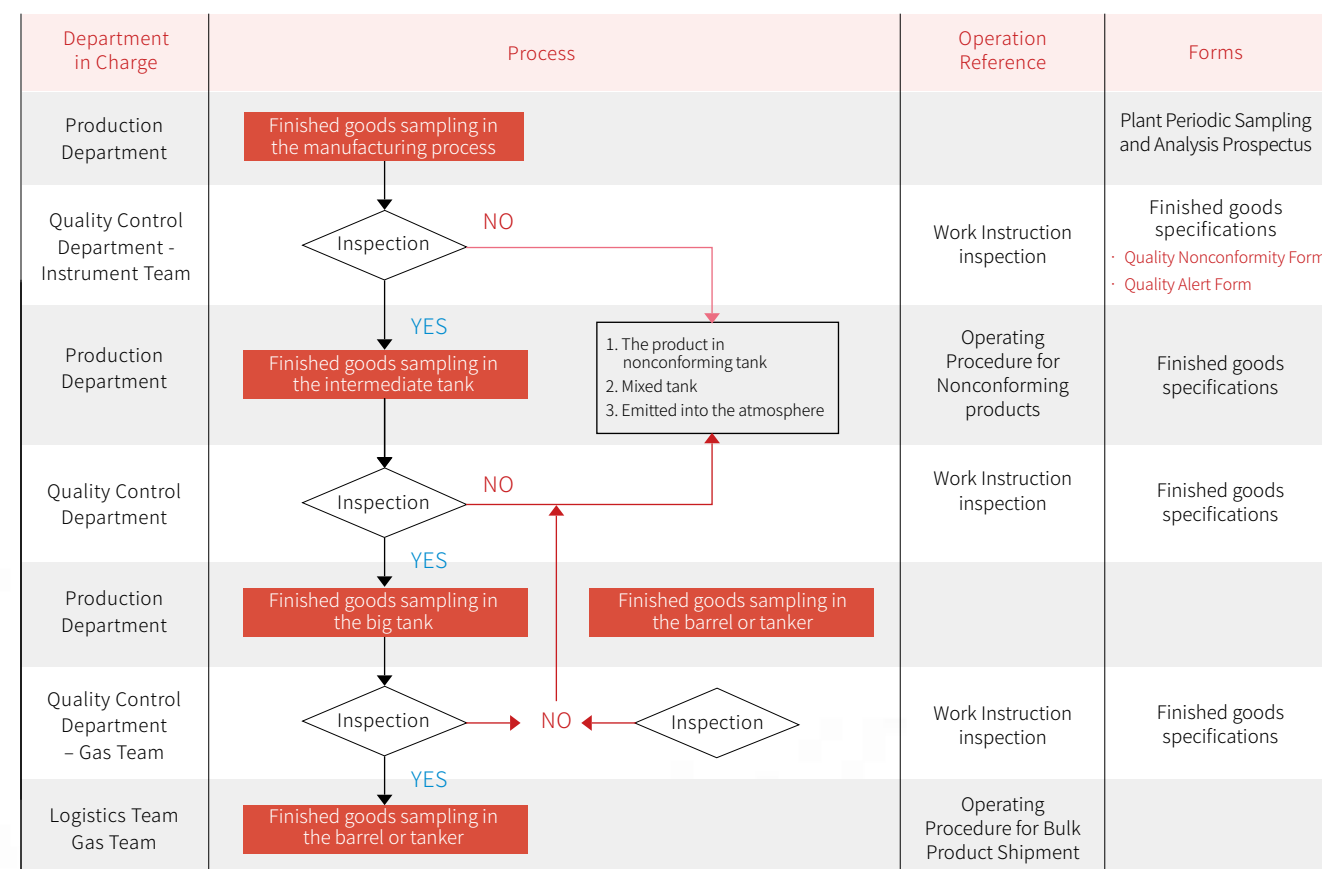 Department
in Charge
Process
Operation
Reference
Forms
Production
Department
Finished goods sampling in
the manufacturing process
Plant Periodic Sampling
and Analysis Prospectus
Quality Control
Department -
Instrument Team
Inspection
NO
Work Instruction
inspection
Finished goods
specifications
· Quality Nonconformity Form
· Quality Alert Form
YES
Production
Department
Finished goods sampling in
the intermediate tank
1. The product in
nonconforming tank
2. Mixed tank
3. Emitted into the atmosphere
Operating
Procedure for
Nonconforming
products
Finished goods
specifications
Quality Control
Department
Inspection
NO
Work Instruction
inspection
Finished goods
specifications
YES
Production
Department
Finished goods sampling in
the big tank
Finished goods sampling in
the barrel or tanker
Quality Control
Department
– Gas Team
Inspection
NO
Inspection
Work Instruction
inspection
Finished goods
specifications
YES
Logistics Team
Gas Team
Finished goods sampling in
the barrel or tanker
Operating
Procedure for Bulk
Product Shipment